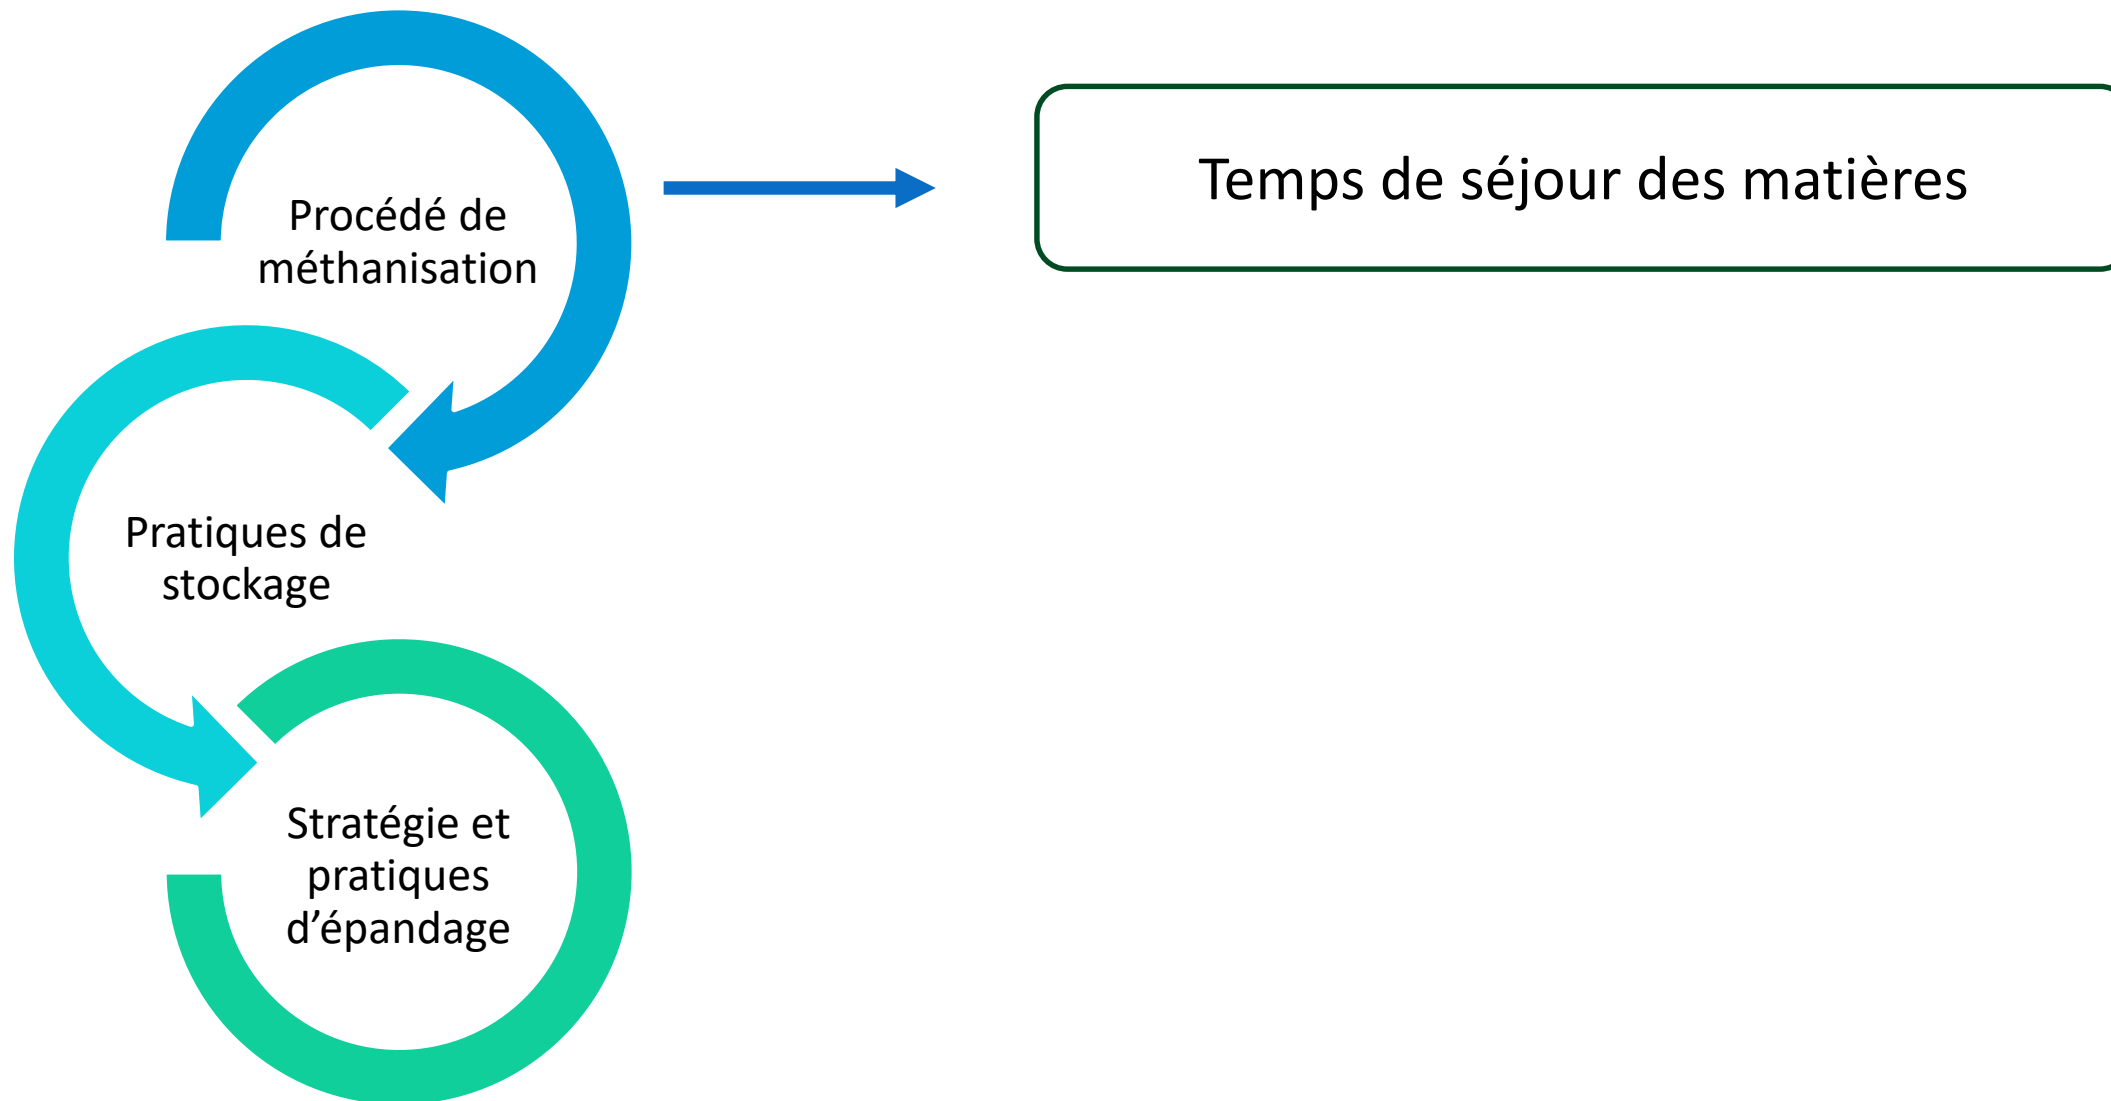 Procédé de
méthanisation
Temps de séjour des matières
Pratiques de
stockage
Stratégie et
pratiques
d’épandage